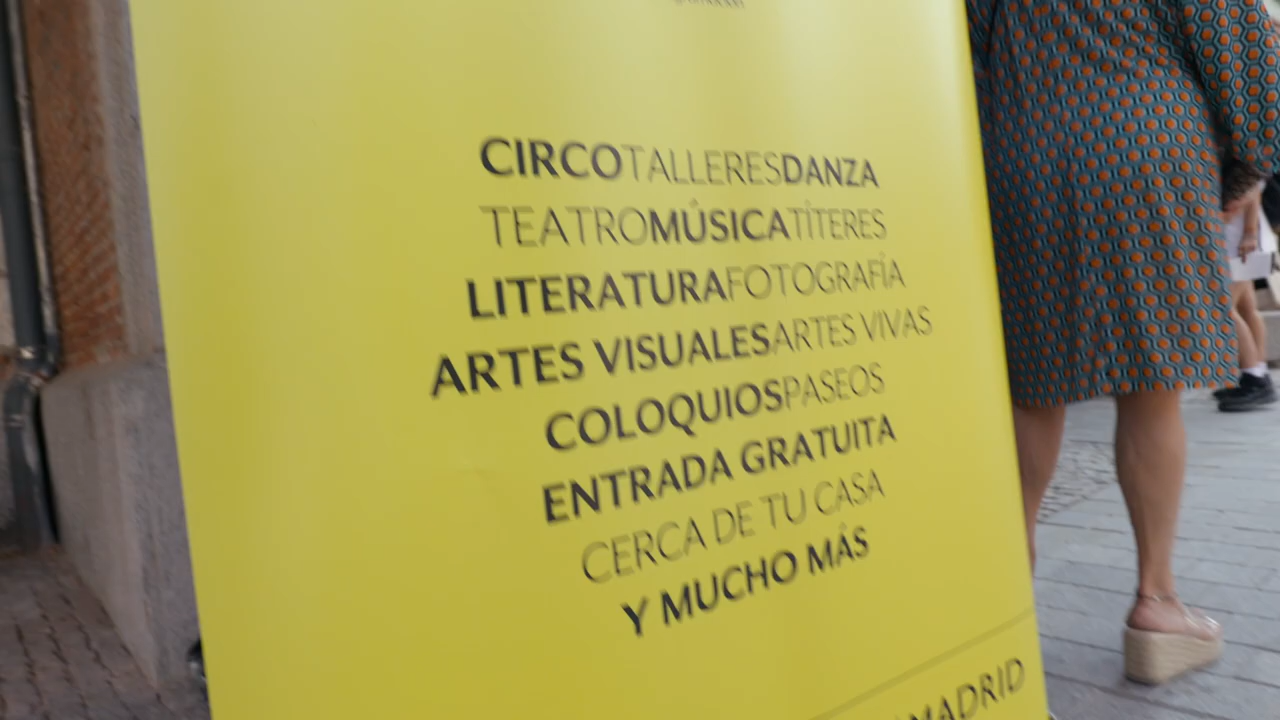 CIRCOTALLERESDANZA
TEATROMÚSICATÍTERES
LITERATURAFOTOGRAFÍA
ARTES VISUALESARTES VIVAS
COLOQUIOSPASEOS
ENTRADA GRATUITA
CERCA DE TU CASA
Y MUCHO MÁS
MADRID